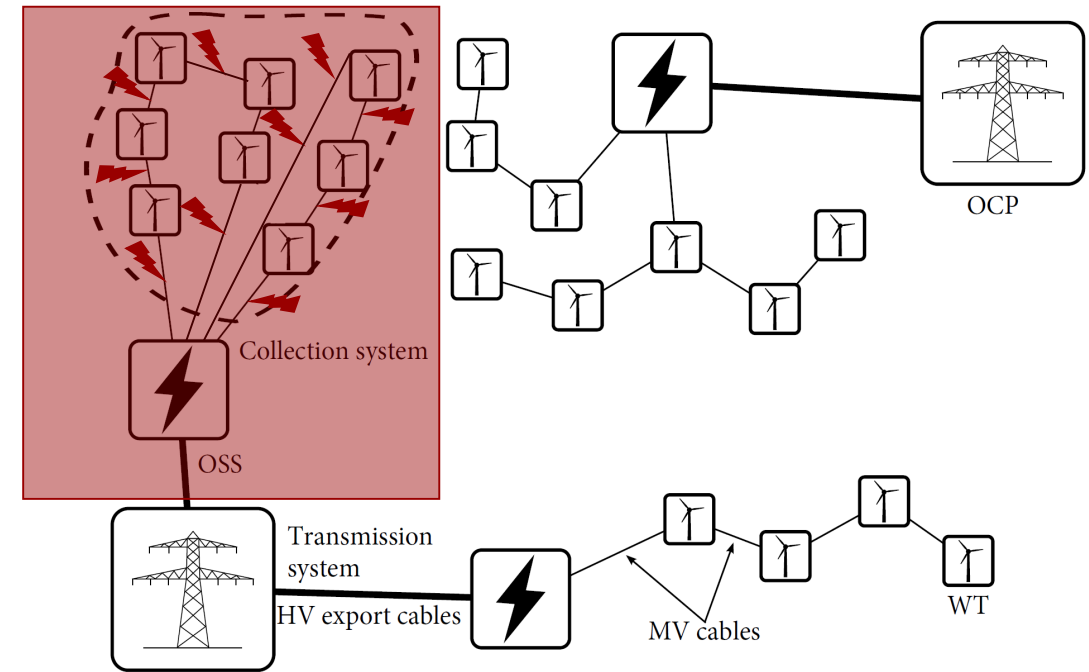 OCP
Collection system
OSS
Transmission
system
HV export cables
MV cables
WT